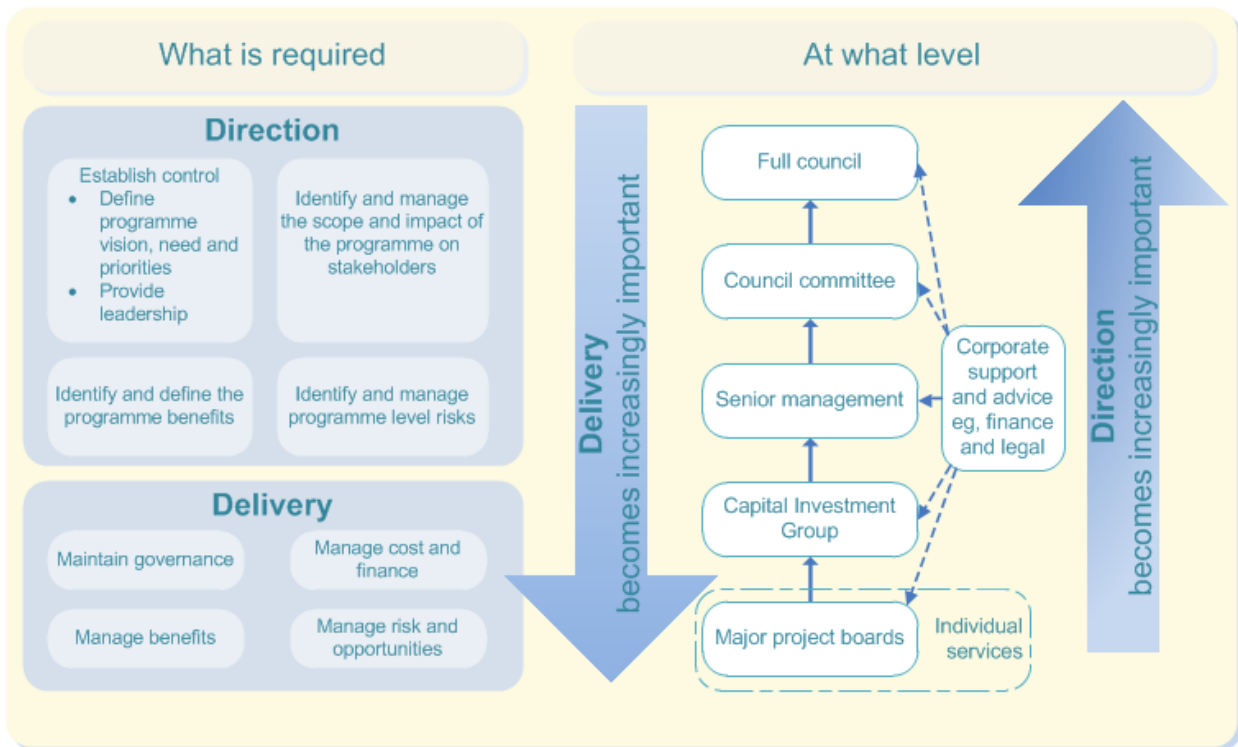 What is required
Direction
Establish control
• Define
programme
vision, need and
priorities
• Provide
leadership
Identify and manage
the scope and impact of
the programme on
stakeholders
Identify and define the
programme benefits
Identify and manage
programme level risks
Delivery
Maintain governance
Manage cost and
finance
Manage benefits
Manage risk and
opportunities
At what level
Delivery
becomes increasingly important
Full council
Council committee
Senior management
Capital Investment
Group
Major project boards
Individual
services
Corporate
support
and advice
eg, finance
and legal
Direction
becomes increasingly important